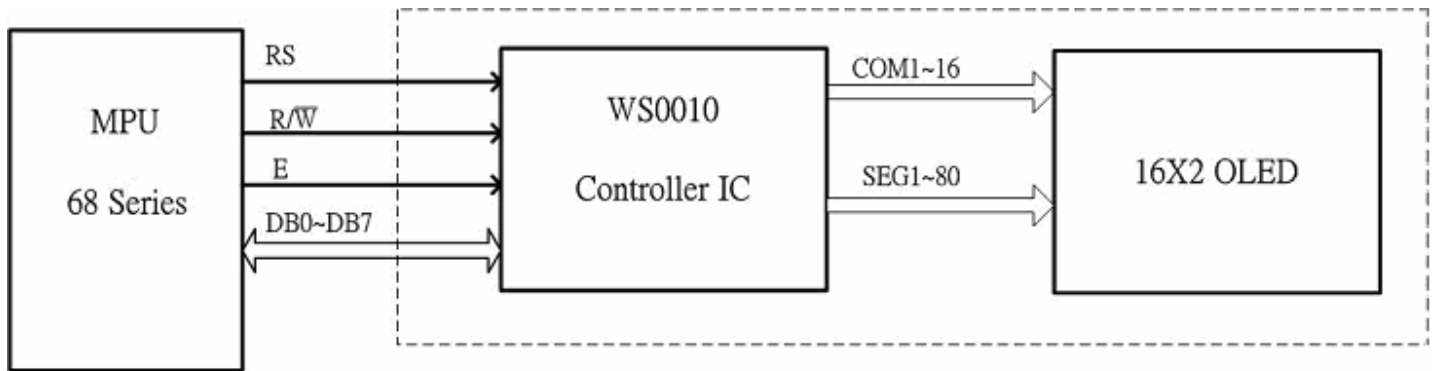 MPU
68 Series
RS
R/W̅
E
DB0~DB7
WS0010
Controller IC
COM1~16
SEG1~80
16X2 OLED